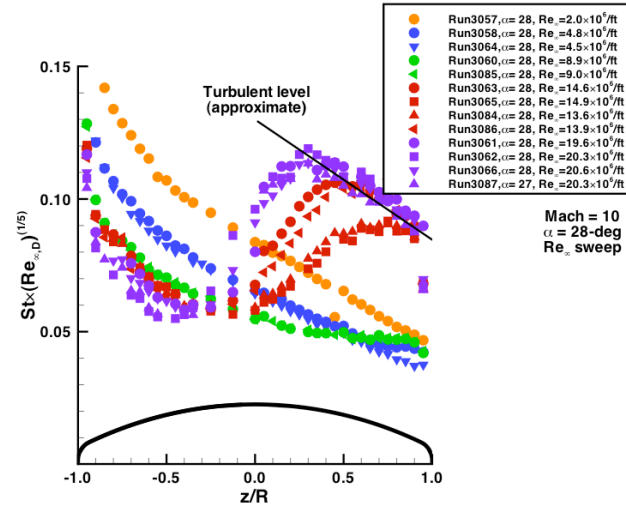 Run3057,α= 28, Re∞=2.0×10⁶/ft
Run3058,α= 28, Re∞=4.8×10⁶/ft
Run3064,α= 28, Re∞=4.5×10⁶/ft
Run3060,α= 28, Re∞=8.9×10⁶/ft
Run3085,α= 28, Re∞=9.0×10⁶/ft
Run3063,α= 28, Re∞=14.6×10⁶/ft
Run3065,α= 28, Re∞=14.9×10⁶/ft
Run3084,α= 28, Re∞=13.6×10⁶/ft
Run3086,α= 28, Re∞=13.9×10⁶/ft
Run3061,α= 28, Re∞=19.6×10⁶/ft
Run3062,α= 28, Re∞=20.3×10⁶/ft
Run3066,α= 28, Re∞=20.6×10⁶/ft
Run3087,α= 27, Re∞=20.3×10⁶/ft
Turbulent level
(approximate)
Mach = 10
α = 28-deg
Re∞ sweep
St×(Re∞,D)^(1/5)
0.15
0.10
0.05
-1.0 -0.5 0.0 0.5 1.0
z/R